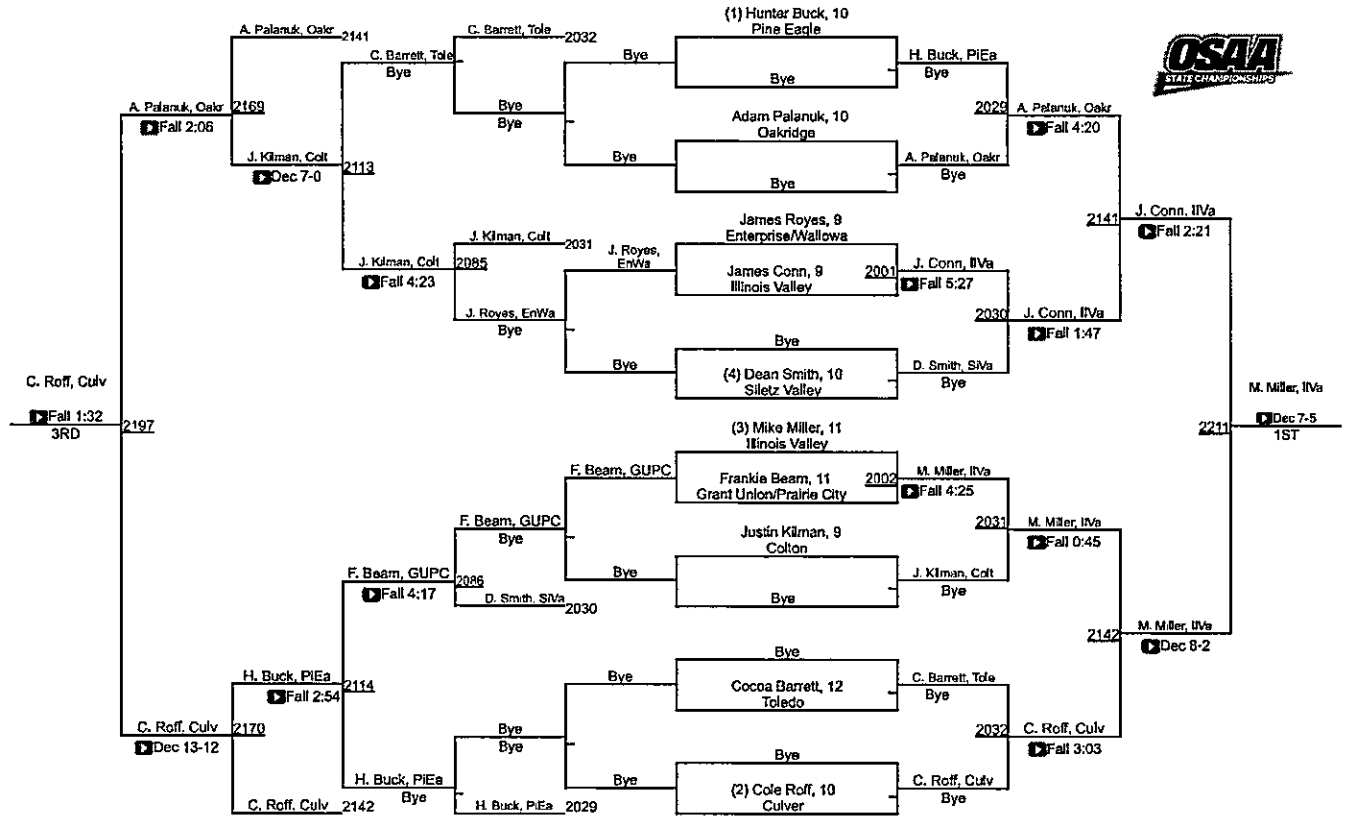 OSAA
STATE CHAMPIONSHIPS
A. Palanuk, Oakr 2141
A. Palanuk, Oakr 2169
Fall 2:06
J. Kilman, Colt 2113
Dec 7-0
C. Barrett, Tole
Bye
C. Barrett, Tole 2032
Bye
Bye
J. Kilman, Colt 2085
Fall 4:23
J. Kilman, Colt 2031
J. Royes, EnWa
Bye
Bye
Bye
J. Royes,
EnWa
Bye
C. Roff, Culv
Fall 1:32 2197
3RD
F. Beam, GUPC
F. Beam, GUPC
Bye
Bye
F. Beam, GUPC 2086
Fall 4:17
D. Smith, SiVa 2030
H. Buck, PiEa 2114
Fall 2:54
C. Roff, Culv 2170
Dec 13-12
C. Roff, Culv 2142
H. Buck, PiEa
Bye
Bye
Bye
H. Buck, PiEa 2029
Bye
Bye
(1) Hunter Buck, 10
Pine Eagle
Bye
Adam Palanuk, 10
Oakridge
Bye
James Royes, 9
Enterprise/Wallowa
James Conn, 9 2001
Illinois Valley
Bye
(4) Dean Smith, 10
Siletz Valley
(3) Mike Miller, 11
Illinois Valley
Frankie Beam, 11 2002
Grant Union/Prairie City
Justin Kilman, 9
Colton
Bye
Bye
Cocoa Barrett, 12
Toledo
Bye
(2) Cole Roff, 10
Culver
H. Buck, PiEa
Bye
2029
A. Palanuk, Oakr
Bye
A. Palanuk, Oakr
Fall 4:20
J. Conn, IlVa
Fall 5:27
2030
D. Smith, SiVa
Bye
J. Conn, IlVa
Fall 1:47
2141
J. Conn, IlVa
Fall 2:21
M. Miller, IlVa
Fall 4:25
2031
J. Kilman, Colt
Bye
M. Miller, IlVa
Fall 0:45
2142
M. Miller, IlVa
Dec 8-2
C. Barrett, Tole
Bye
2032
C. Roff, Culv
Bye
C. Roff, Culv
Fall 3:03
M. Miller, IlVa
2211
Dec 7-5
1ST